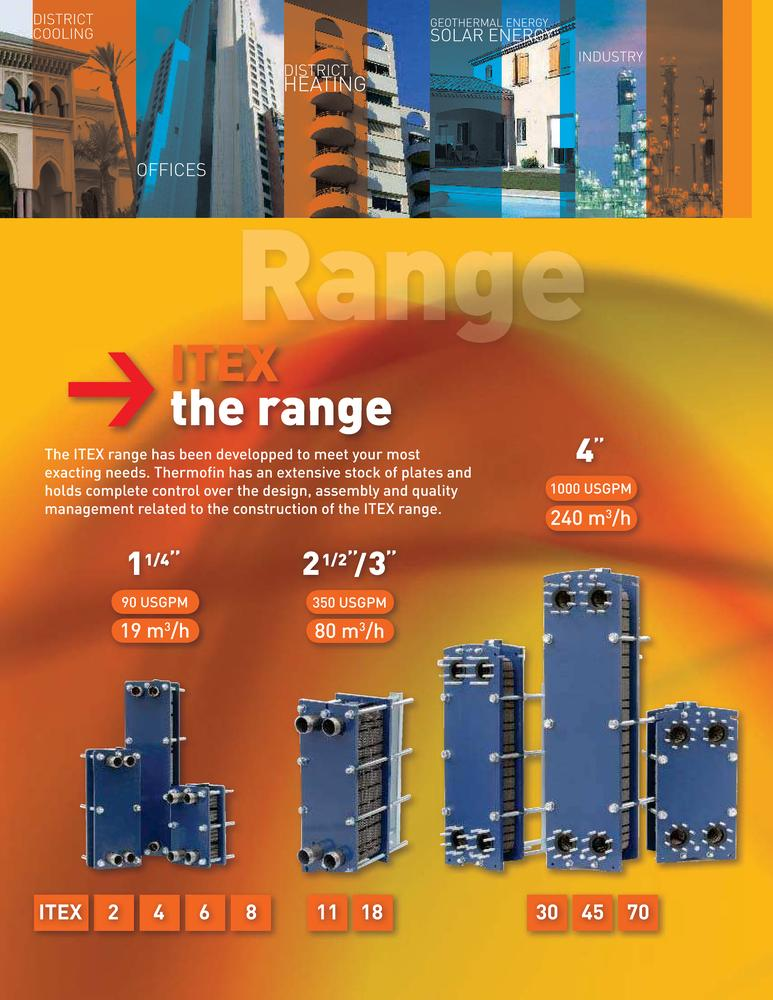 DISTRICT
COOLING
OFFICES
DISTRICT
HEATING
GEOTHERMAL ENERGY
SOLAR ENERGY
INDUSTRY
Range
ITEX
the range
The ITEX range has been developped to meet your most
exacting needs. Thermofin has an extensive stock of plates and
holds complete control over the design, assembly and quality
management related to the construction of the ITEX range.
1 1/4”
90 USGPM
19 m³/h
2 1/2”/3”
350 USGPM
80 m³/h
4”
1000 USGPM
240 m³/h
ITEX 2 4 6 8
11 18
30 45 70